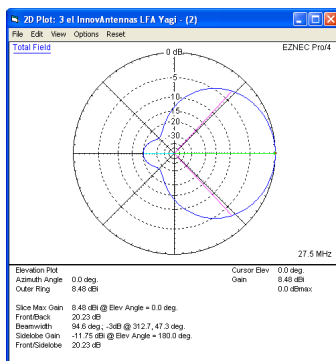 2D Plot: 3 el InnovAntennas LFA Yagi - (2)
File Edit View Options Reset
Total Field
EZNEC Pro/4
0 dB
-5
-10
-15
-20
-30
27.5 MHz
Elevation Plot
Azimuth Angle 0.0 deg.
Outer Ring 8.48 dBi
Cursor Elev 0.0 deg.
Gain 8.48 dBi
0.0 dBmax
Slice Max Gain 8.48 dBi @ Elev Angle = 0.0 deg.
Front/Back 20.23 dB
Beamwidth 94.6 deg.; -3dB @ 312.7, 47.3 deg.
Sidelobe Gain -11.75 dBi @ Elev Angle = 180.0 deg.
Front/Sidelobe 20.23 dB